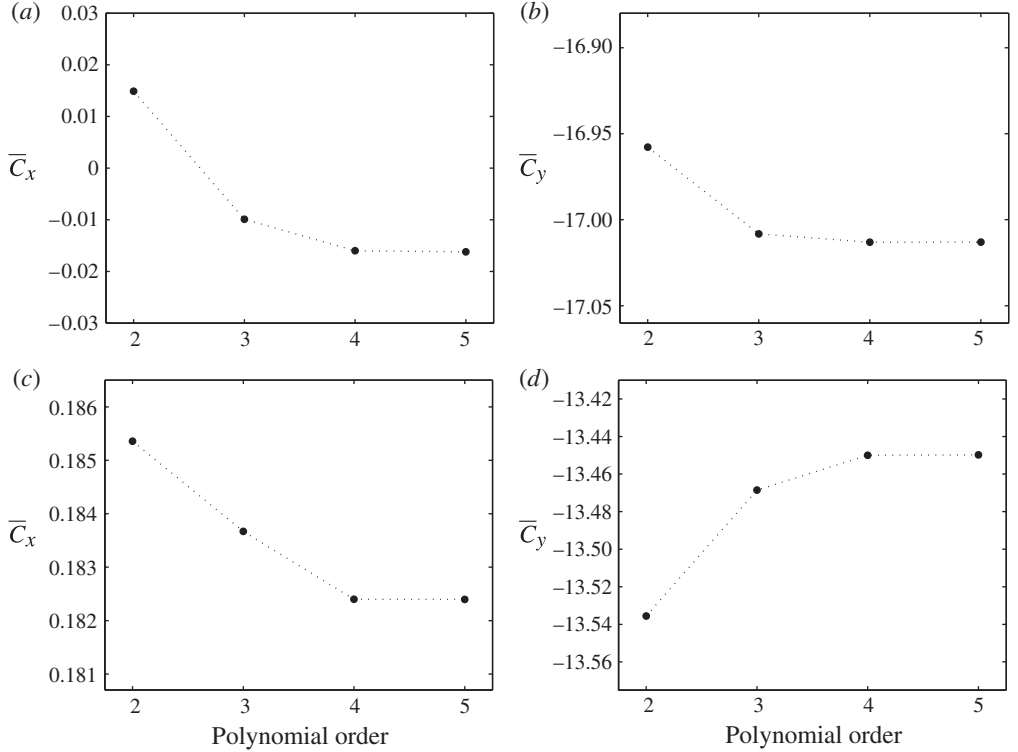 (a)
0.03
0.02
0.01
0
−0.01
−0.02
−0.03
C̅x
2 3 4 5
(b)
−16.90
−16.95
−17.00
−17.05
C̅y
2 3 4 5
(c)
0.186
0.185
0.184
0.183
0.182
0.181
C̅x
2 3 4 5
Polynomial order
(d)
−13.42
−13.44
−13.46
−13.48
−13.50
−13.52
−13.54
−13.56
C̅y
2 3 4 5
Polynomial order